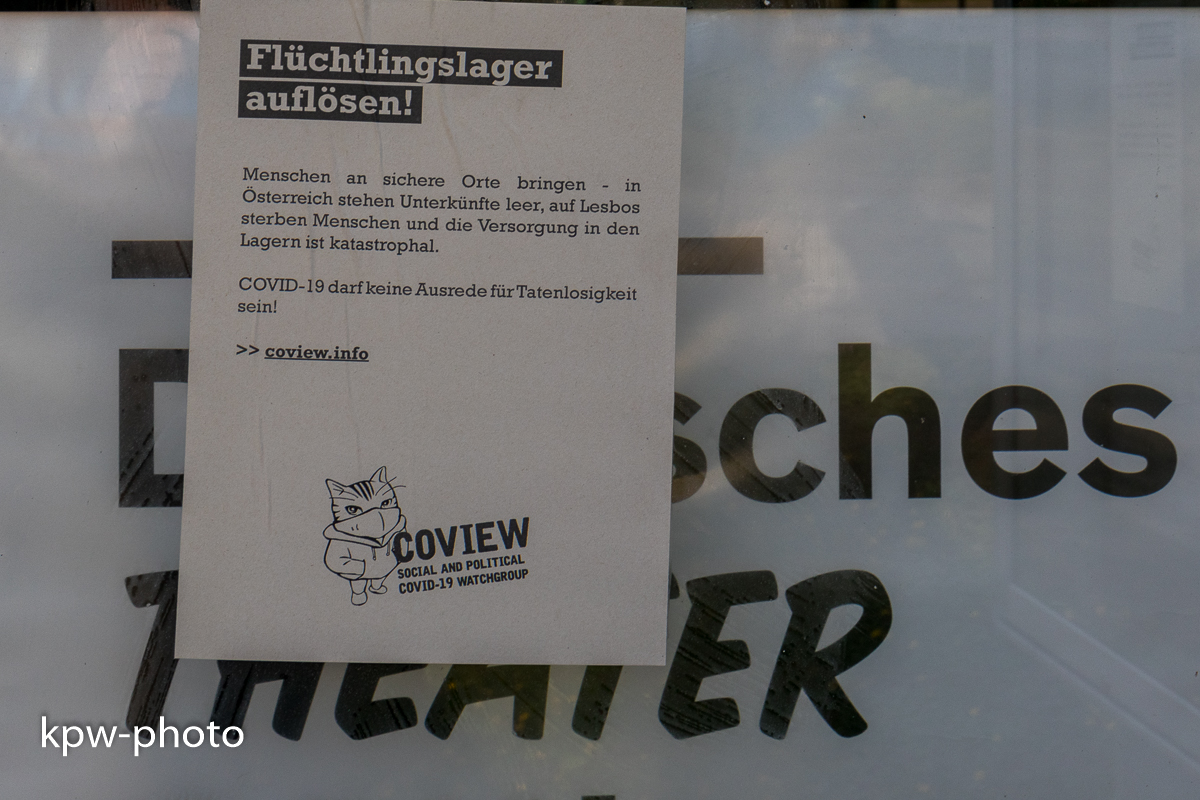 Flüchtlingslager
auflösen!
Menschen an sichere Orte bringen - in
Österreich stehen Unterkünfte leer, auf Lesbos
sterben Menschen und die Versorgung in den
Lagern ist katastrophal.
COVID-19 darf keine Ausrede für Tatenlosigkeit
sein!
>> coview.info
COVIEW
SOCIAL AND POLITICAL
COVID-19 WATCHGROUP
sches
THEATER
kpw-photo